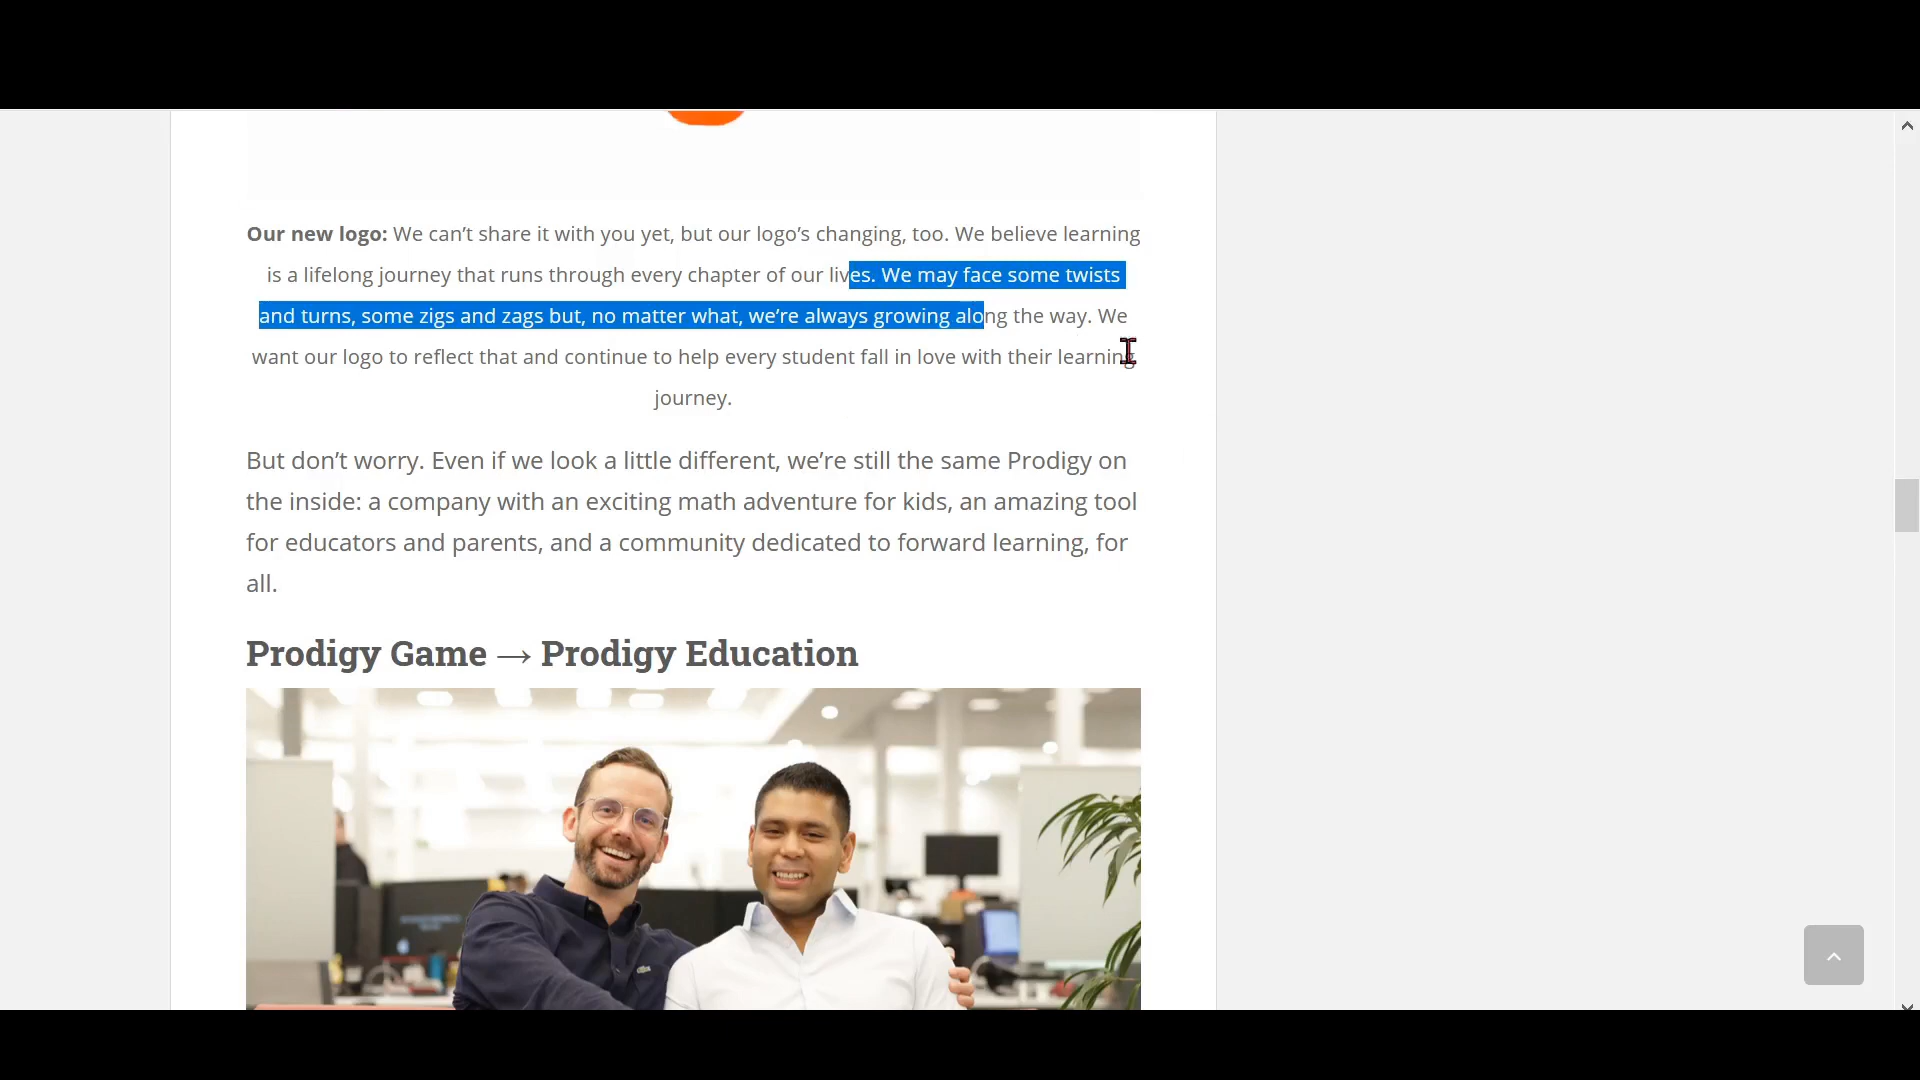 Our new logo: We can’t share it with you yet, but our logo’s changing, too. We believe learning
is a lifelong journey that runs through every chapter of our lives. We may face some twists
and turns, some zigs and zags but, no matter what, we’re always growing along the way. We
want our logo to reflect that and continue to help every student fall in love with their learning
journey.
But don’t worry. Even if we look a little different, we’re still the same Prodigy on
the inside: a company with an exciting math adventure for kids, an amazing tool
for educators and parents, and a community dedicated to forward learning, for
all.
Prodigy Game → Prodigy Education